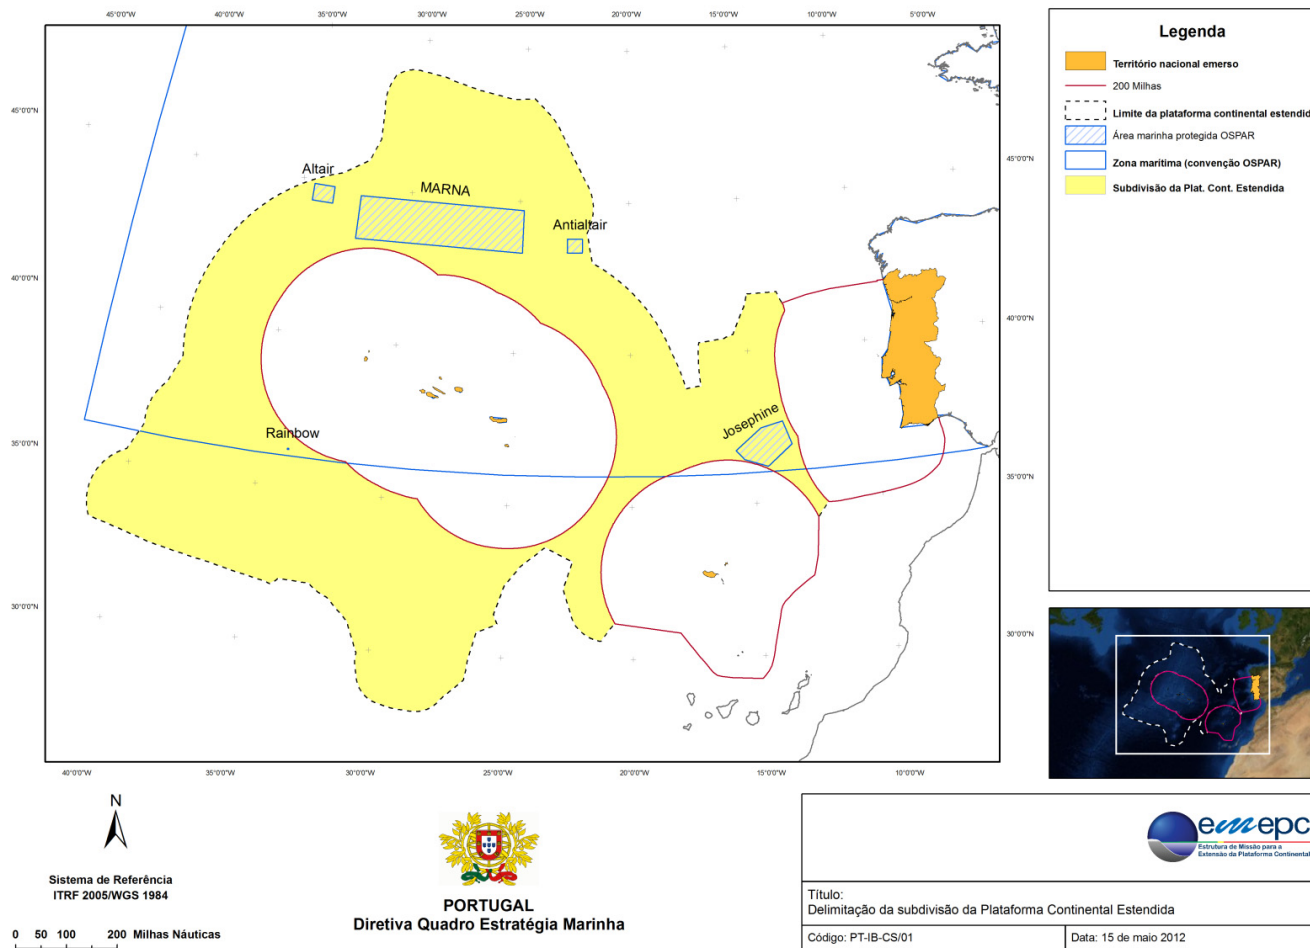 45°0'0"W 40°0'0"W 35°0'0"W 30°0'0"W 25°0'0"W 20°0'0"W 15°0'0"W 10°0'0"W 5°0'0"W
45°0'0"N
45°0'0"N
40°0'0"N
40°0'0"N
35°0'0"N
35°0'0"N
30°0'0"N
30°0'0"N
Altair
MARNA
Antialtair
Josephine
Rainbow
40°0'0"W 35°0'0"W 30°0'0"W 25°0'0"W 20°0'0"W 15°0'0"W 10°0'0"W
Legenda
Território nacional emerso
200 Milhas
Limite da plataforma continental estendid
Área marinha protegida OSPAR
Zona marítima (convenção OSPAR)
Subdivisão da Plat. Cont. Estendida
N
Sistema de Referência
ITRF 2005/WGS 1984
0 50 100 200 Milhas Náuticas
PORTUGAL
Diretiva Quadro Estratégia Marinha
emepc
Estrutura de Missão para a
Extensão da Plataforma Continental
Título:
Delimitação da subdivisão da Plataforma Continental Estendida
Código: PT-IB-CS/01
Data: 15 de maio 2012